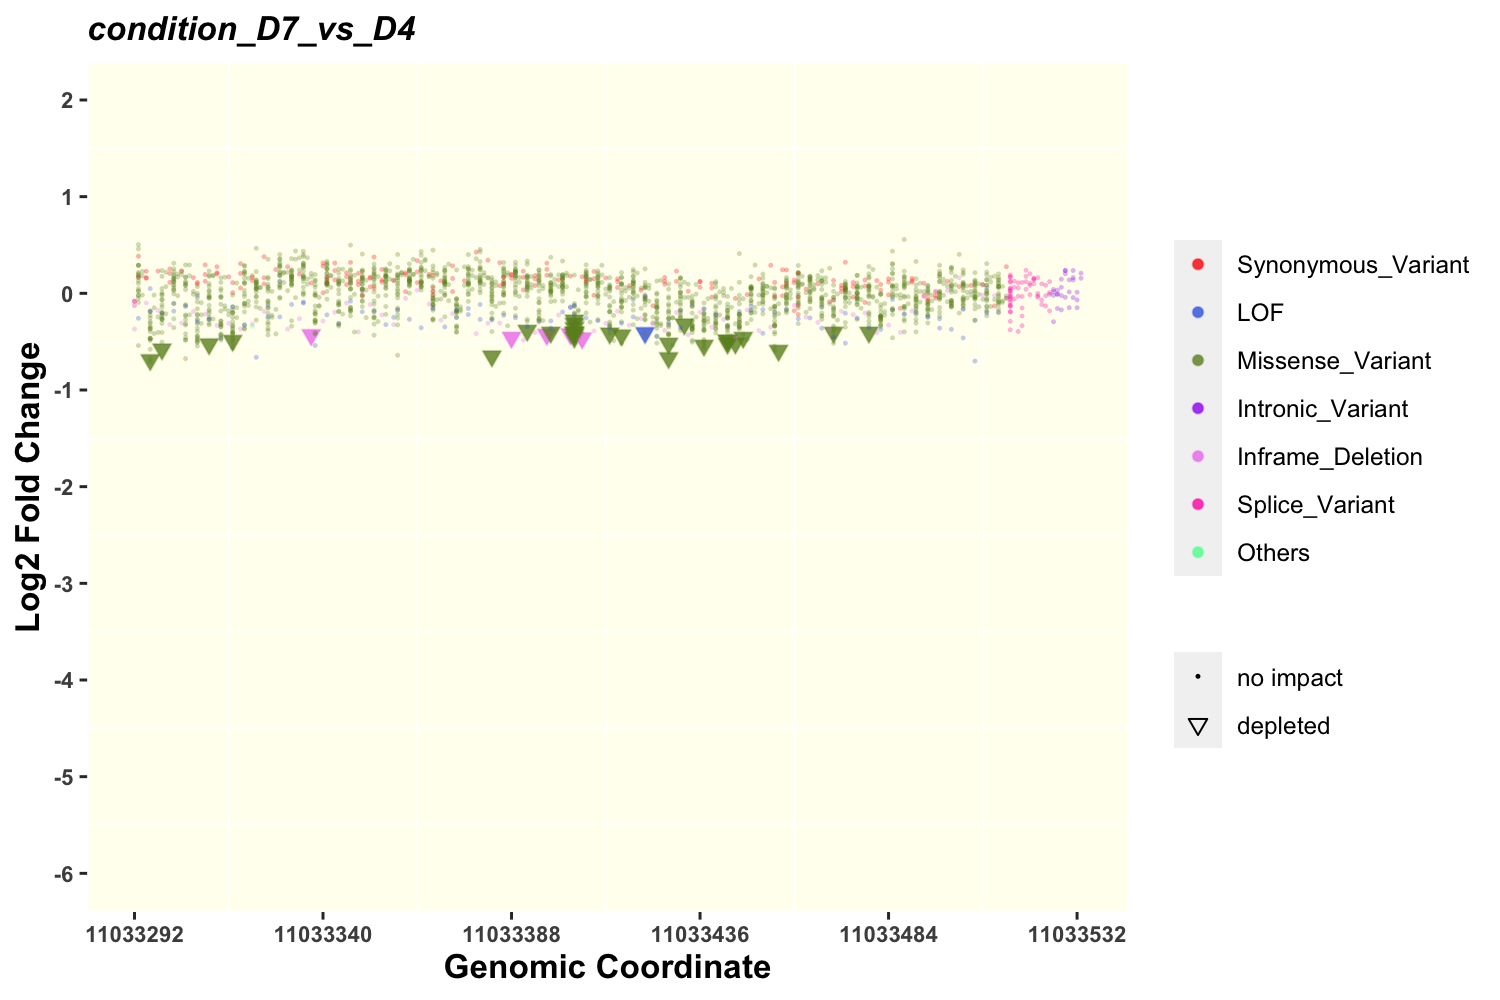 condition_D7_vs_D4
2
1
0
-1
-2
-3
-4
-5
-6
Log2 Fold Change
11033292
11033340
11033388
11033436
11033484
11033532
Genomic Coordinate
Synonymous_Variant
LOF
Missense_Variant
Intronic_Variant
Inframe_Deletion
Splice_Variant
Others
no impact
depleted